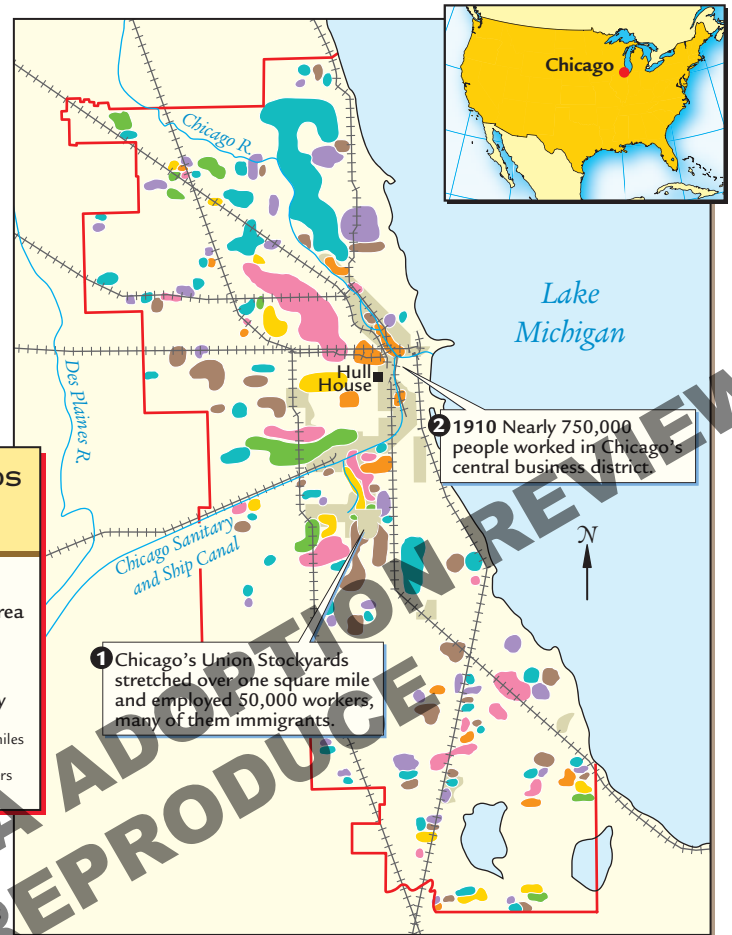 Chicago
Chicago R.
Lake
Michigan
Des Plaines R.
Hull
House
2 1910 Nearly 750,000
people worked in Chicago's
central business district.
N
Chicago Sanitary
and Ship Canal
1 Chicago's Union Stockyards
stretched over one square mile
and employed 50,000 workers,
many of them immigrants.
A ADOPTION REVIEW
REPRODUCE